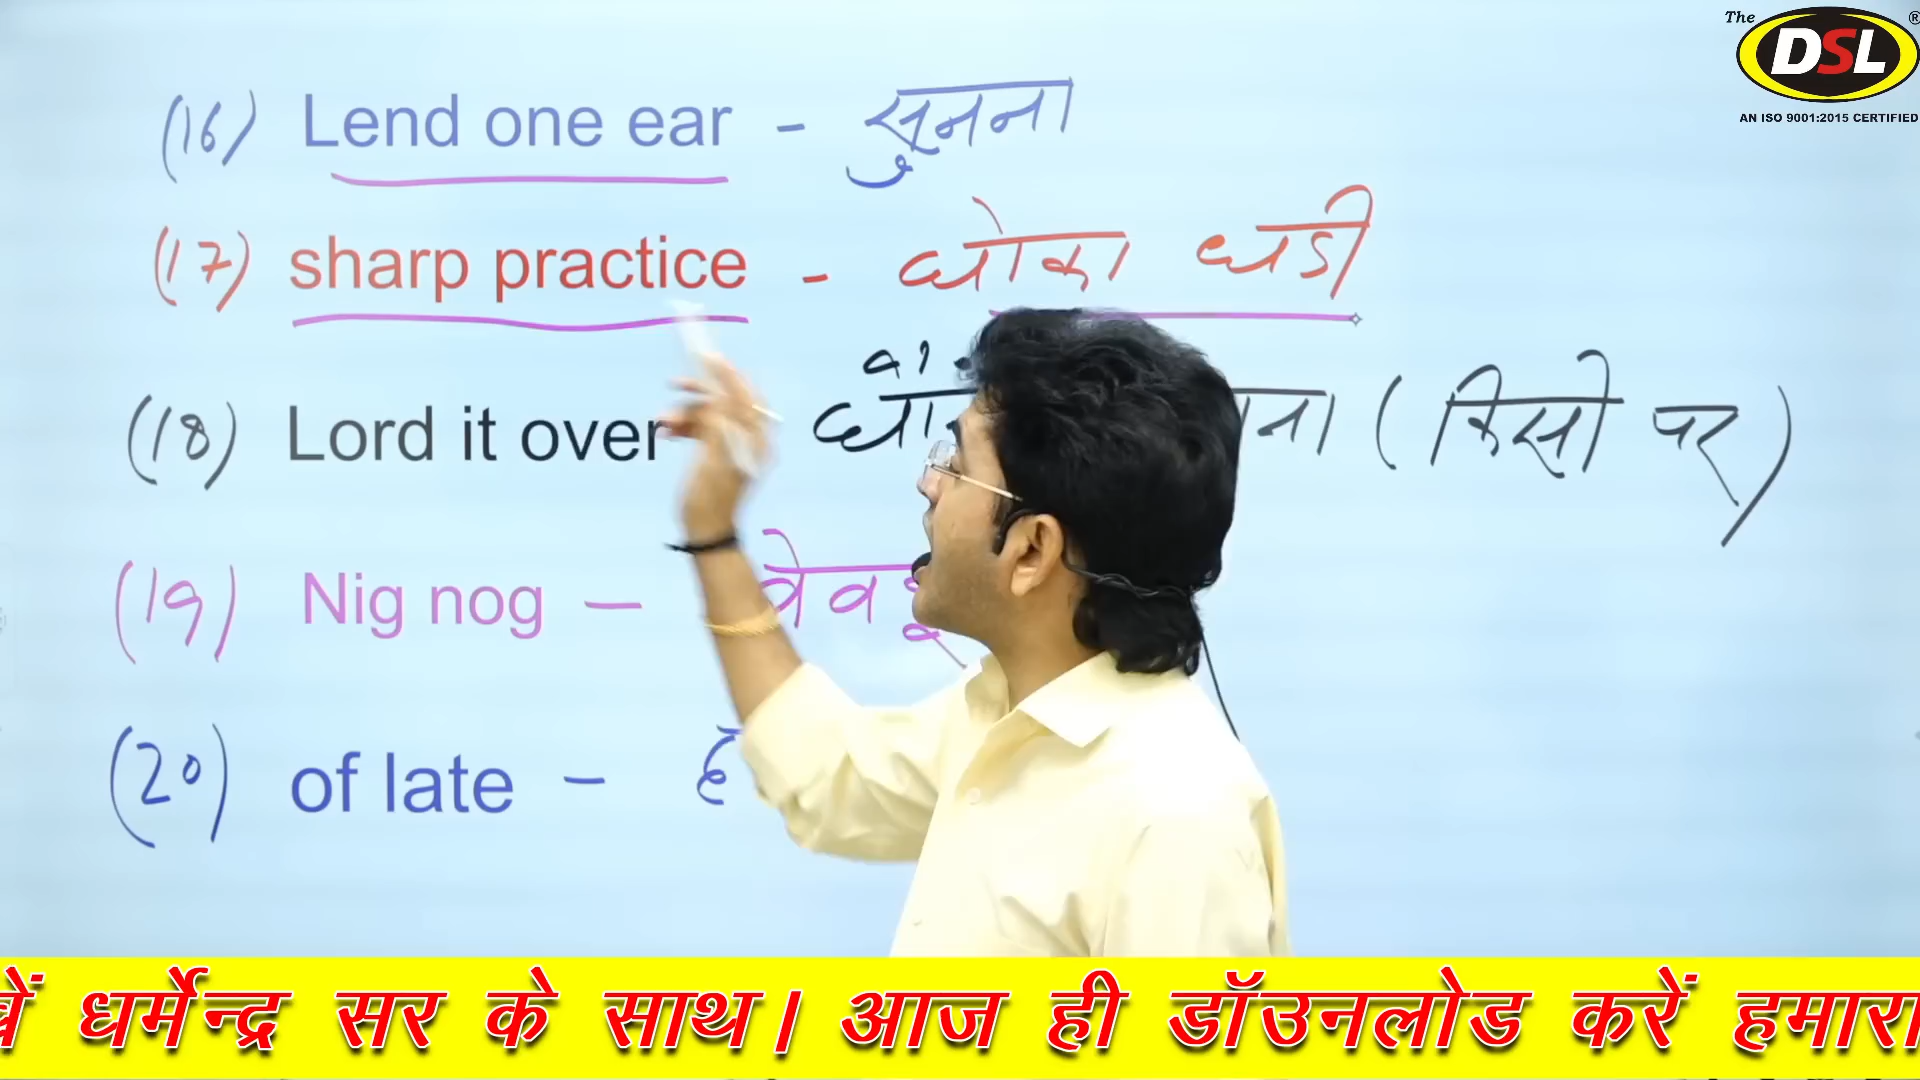 The DSL ®
AN ISO 9001:2015 CERTIFIED
(16) Lend one ear - सुनना
(17) sharp practice - धोका धडी
(18) Lord it over (किसी पर)
(19) Nig nog -
(20) of late -
धर्मेन्द्र सर के साथ। आज ही डॉउनलोड करें हमारा